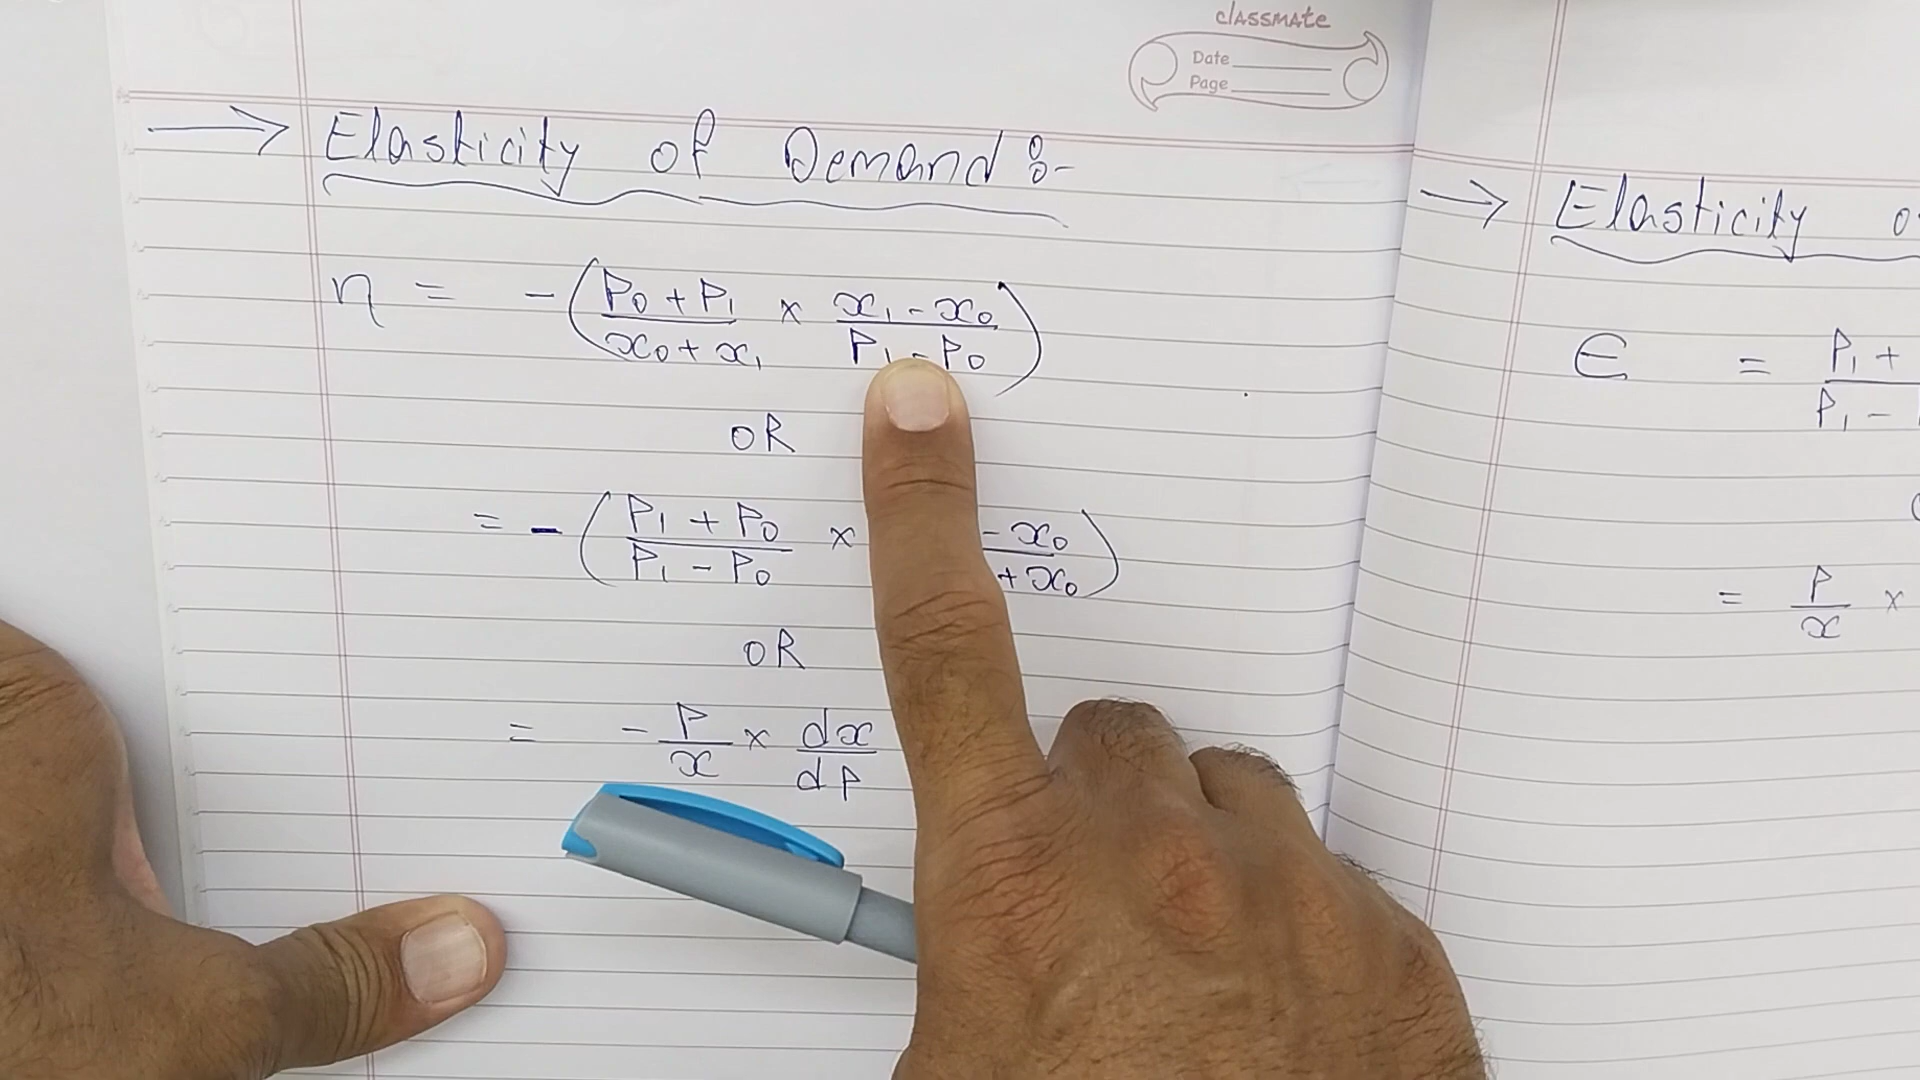 classmate
Date
Page
→ Elasticity of Demand :-
η = - (P₀ + P₁ / x₀ + x₁ × x₁ - x₀ / P₁ - P₀)
OR
= - (P₁ + P₀ / P₁ - P₀ × - x₀ / + x₀)
OR
= - P / x × dx / dp
→ Elasticity
∈ = P₁ + / P₁ -
= P / x ×